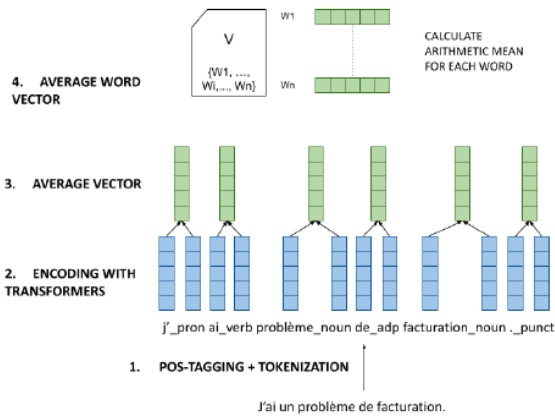 W1
V
{W1, ...,
Wi,..., Wn}
Wn
CALCULATE
ARITHMETIC MEAN
FOR EACH WORD
4. AVERAGE WORD
VECTOR
3. AVERAGE VECTOR
2. ENCODING WITH
TRANSFORMERS
j'_pron ai_verb problème_noun de_adp facturation_noun ._punct
1. POS-TAGGING + TOKENIZATION
J'ai un problème de facturation.